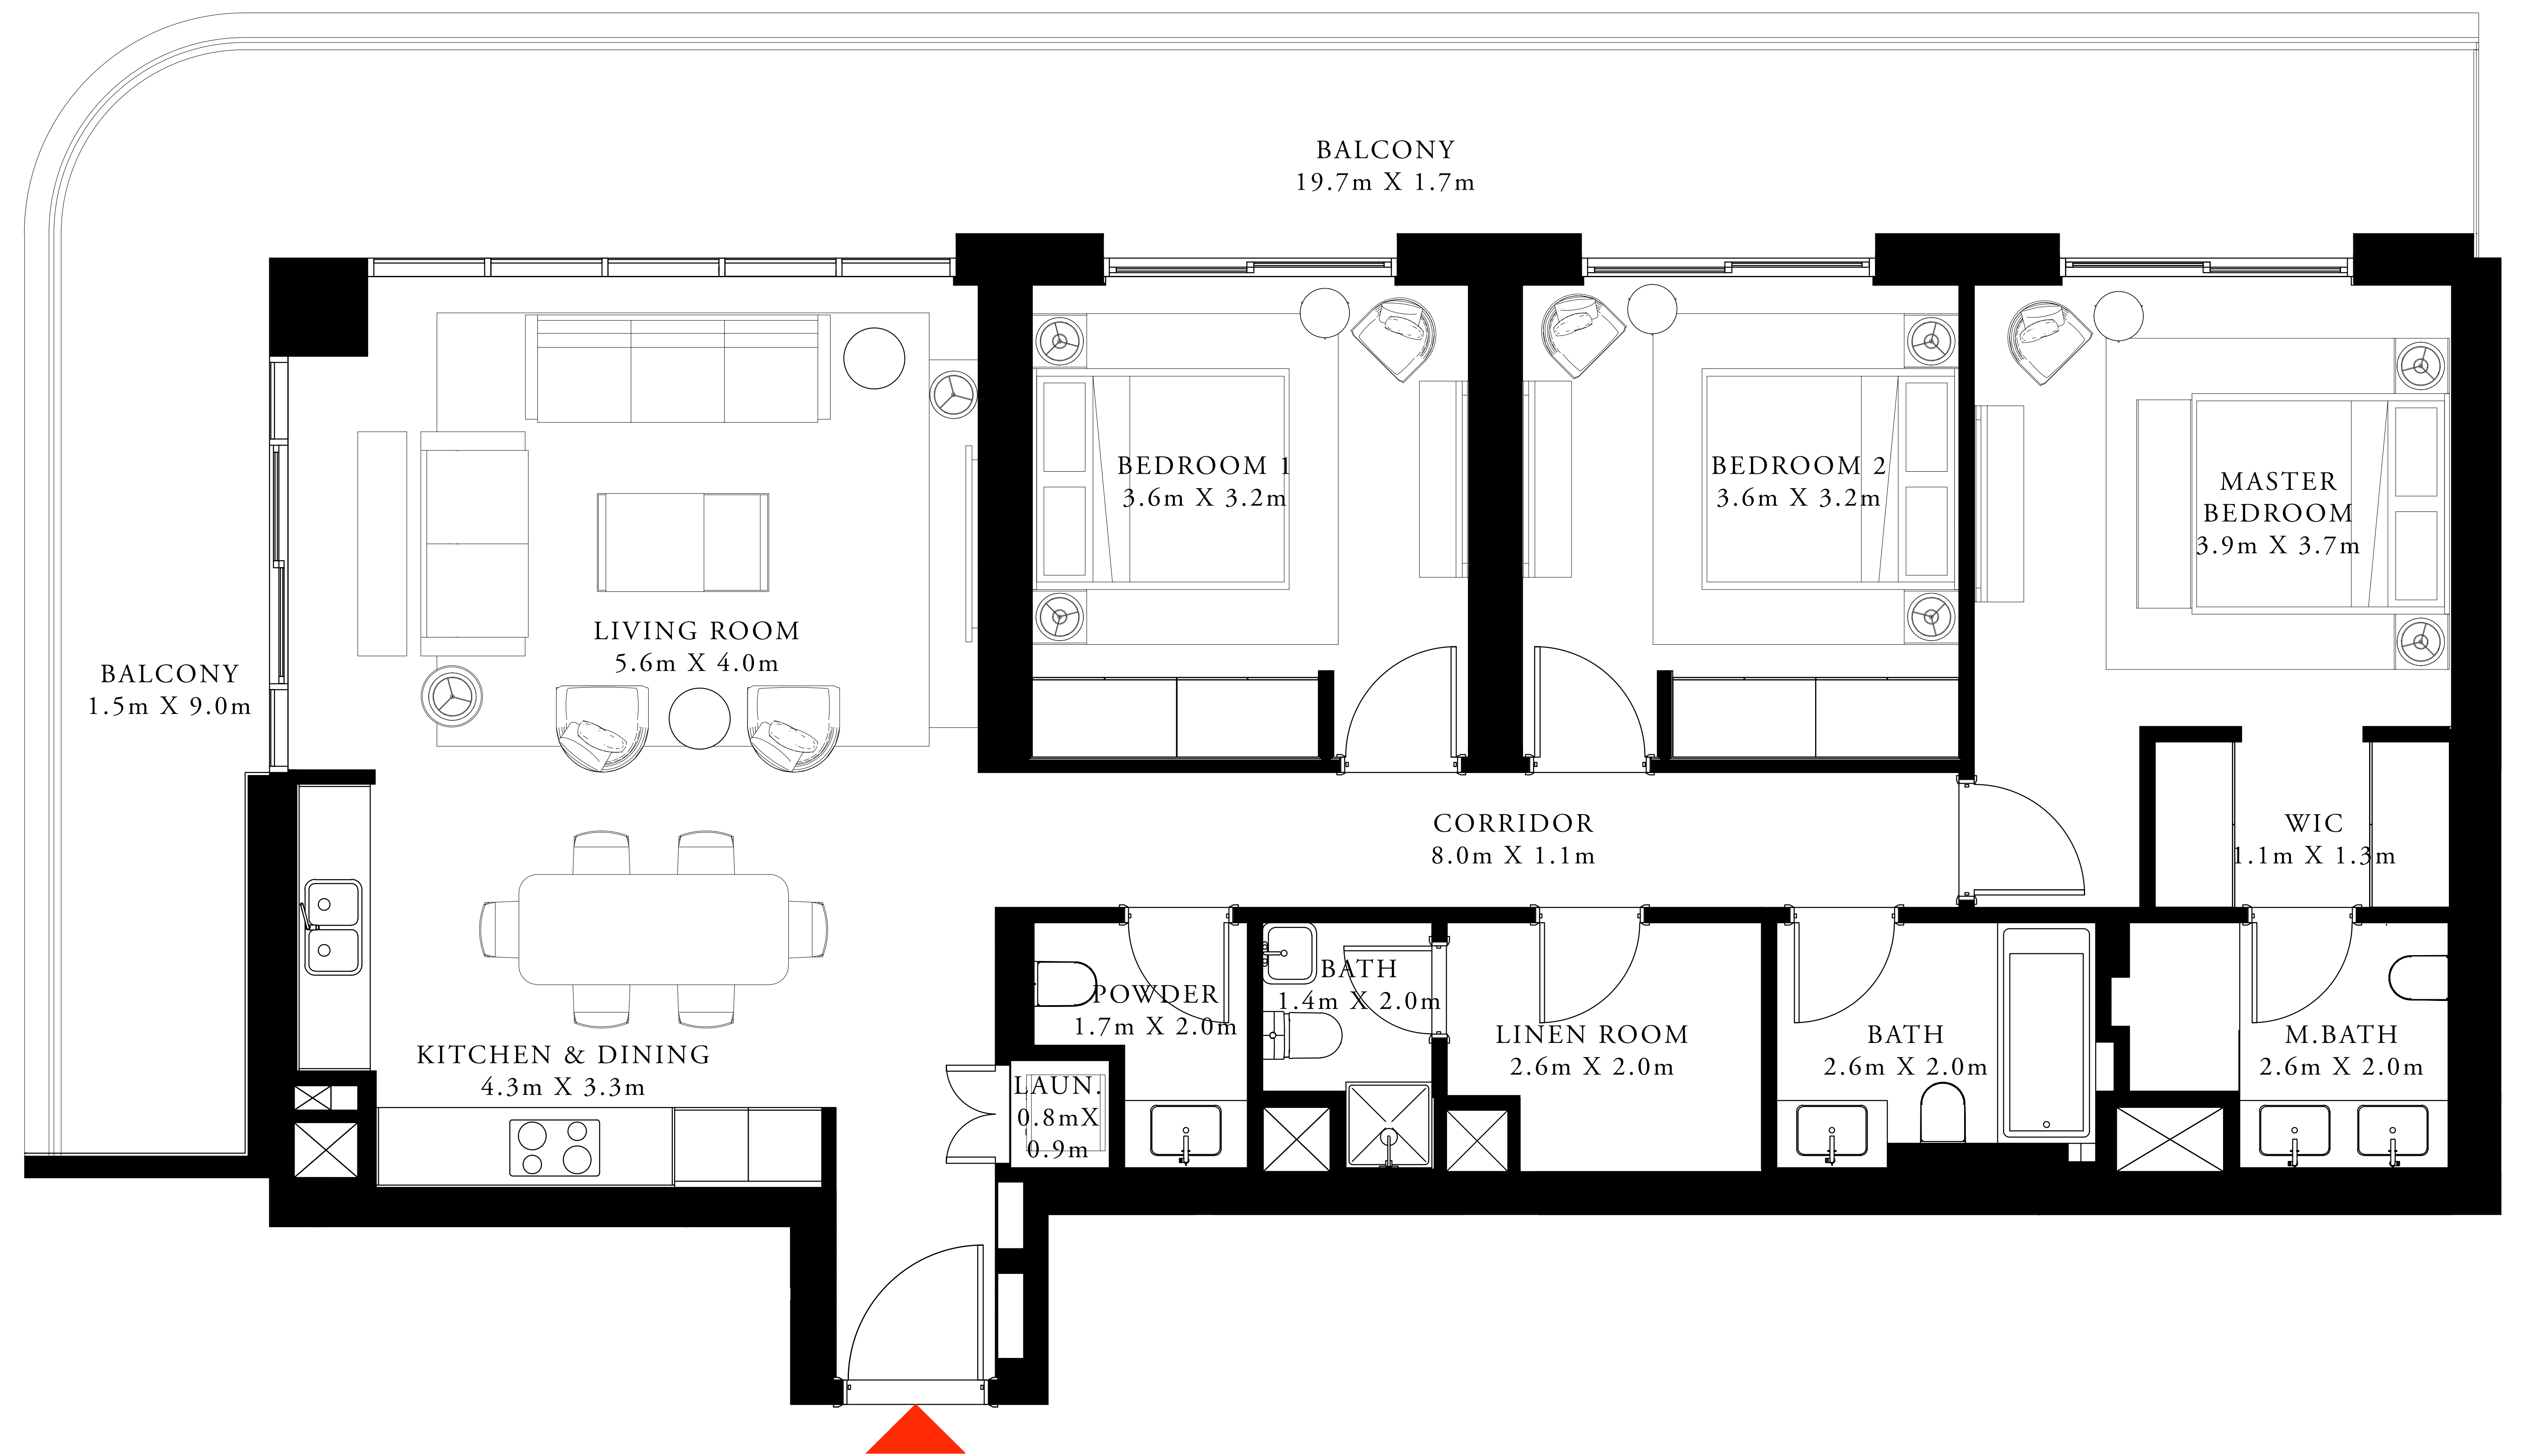 BALCONY
19.7m X 1.7m
BEDROOM 1
3.6m X 3.2m
BEDROOM 2
3.6m X 3.2m
MASTER
BEDROOM
3.9m X 3.7m
LIVING ROOM
5.6m X 4.0m
BALCONY
1.5m X 9.0m
CORRIDOR
8.0m X 1.1m
WIC
1.1m X 1.3m
KITCHEN & DINING
4.3m X 3.3m
POWDER
1.7m X 2.0m
LAUN.
0.8mX
0.9m
BATH
1.4m X 2.0m
LINEN ROOM
2.6m X 2.0m
BATH
2.6m X 2.0m
M.BATH
2.6m X 2.0m